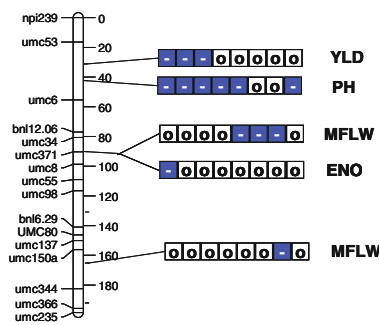 npi239
0
umc53
20
- - - o o o o o YLD
40
- - - - - o o - PH
umc6
60
bnl12.06
80
o o o o - - - o MFLW
umc34
umc371
umc8
100
- o o o o o o o ENO
umc55
umc98
120
bnl6.29
140
UMC80
umc137
o o o o o o - o MFLW
umc150a
160
umc344
180
umc366
umc235